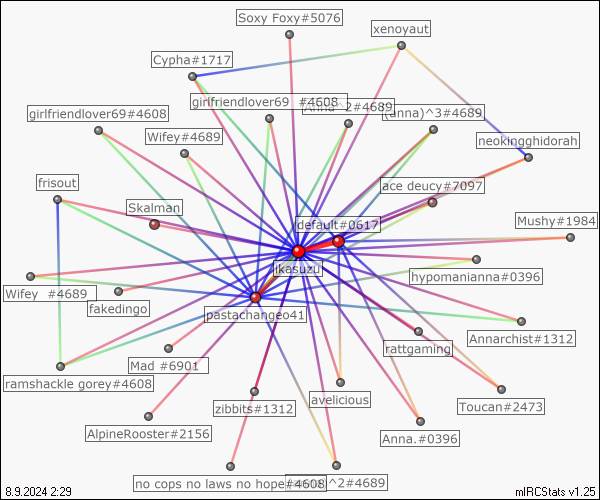 Soxy Foxy#5076
xenoyaut
Cypha#1717
girlfriendlover69 #4608
Anna^2#4689
(anna)^3#4689
girlfriendlover69#4608
Wifey#4689
neokingghidorah
frisout
ace deucy#7097
Skalman
default#0617
Mushy#1984
likasuzu
hypomanianna#0396
Wifey #4689
fakedingo
pastachangeo41
Annarchist#1312
rattgaming
Mad #6901
ramshackle gorey#4608
avelicious
Toucan#2473
zibbits#1312
AlpineRooster#2156
Anna.#0396
no cops no laws no hope#4608
^2#4689
8.9.2024 2:29
mIRCStats v1.25